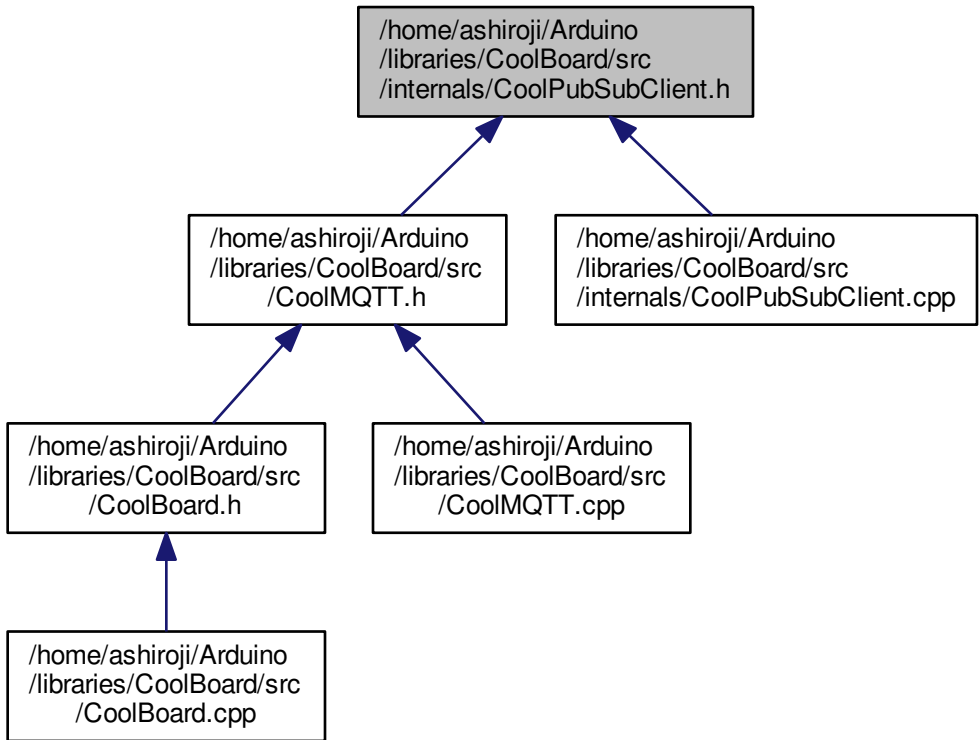 /home/ashiroji/Arduino
/libraries/CoolBoard/src
/internals/CoolPubSubClient.h
/home/ashiroji/Arduino
/libraries/CoolBoard/src
/CoolMQTT.h
/home/ashiroji/Arduino
/libraries/CoolBoard/src
/internals/CoolPubSubClient.cpp
/home/ashiroji/Arduino
/libraries/CoolBoard/src
/CoolBoard.h
/home/ashiroji/Arduino
/libraries/CoolBoard/src
/CoolMQTT.cpp
/home/ashiroji/Arduino
/libraries/CoolBoard/src
/CoolBoard.cpp